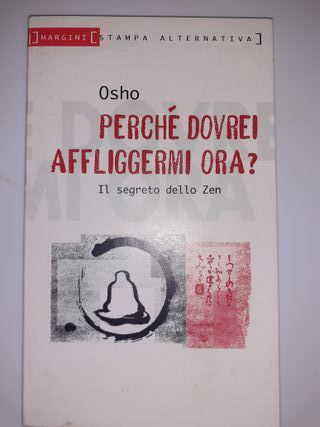 ]MARGINI[ STAMPA ALTERNATIVA]
Osho
PERCHÉ DOVREI
AFFLIGGERMI ORA?
Il segreto dello Zen